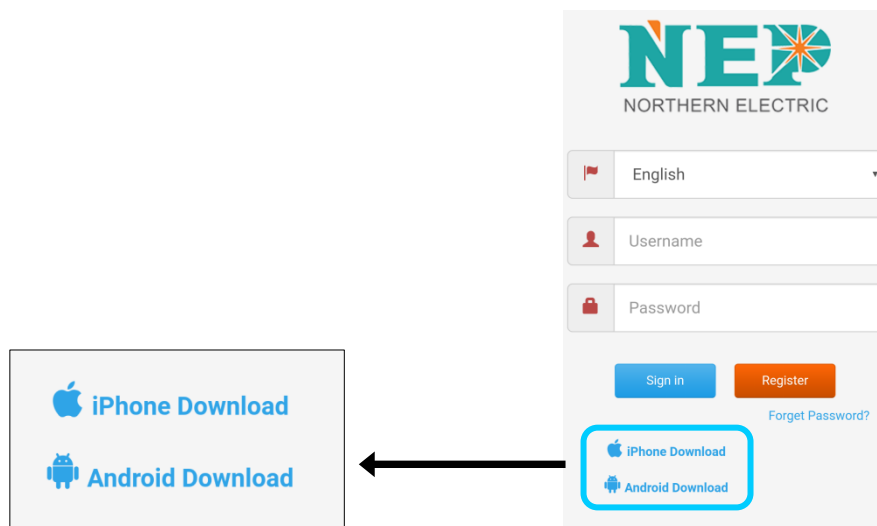 NEP
NORTHERN ELECTRIC
English
Username
Password
Sign in
Register
Forget Password?
iPhone Download
Android Download
iPhone Download
Android Download